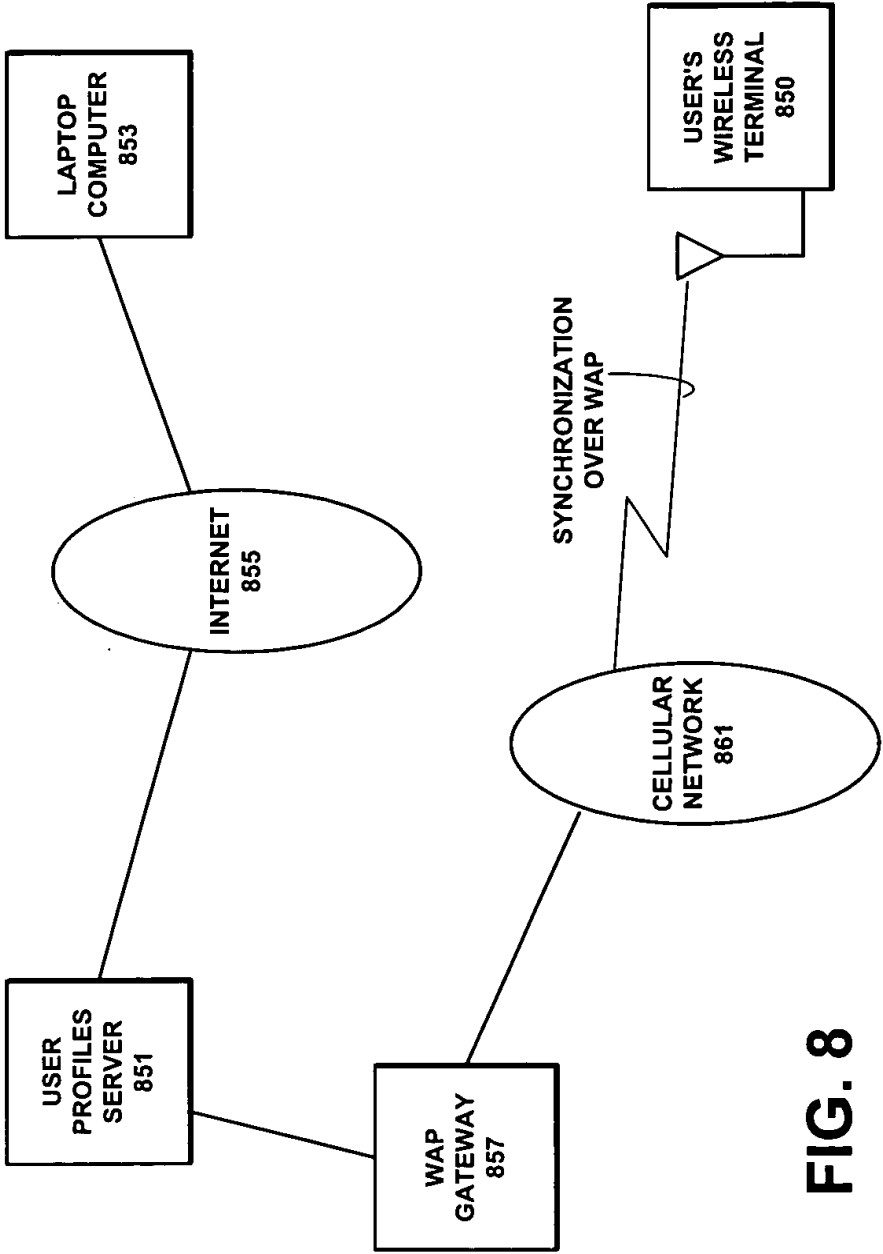 LAPTOP
COMPUTER
853
INTERNET
855
USER
PROFILES
SERVER
851
USER'S
WIRELESS
TERMINAL
850
SYNCHRONIZATION
OVER WAP
CELLULAR
NETWORK
861
WAP
GATEWAY
857
FIG. 8